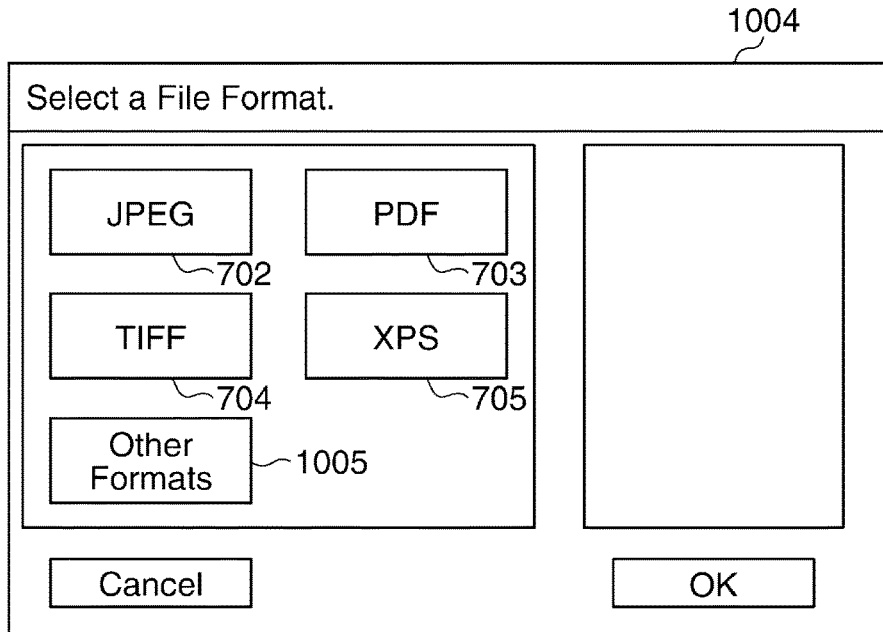 1004
Select a File Format.
JPEG
PDF
702
703
TIFF
XPS
704
705
Other
Formats
1005
Cancel
OK